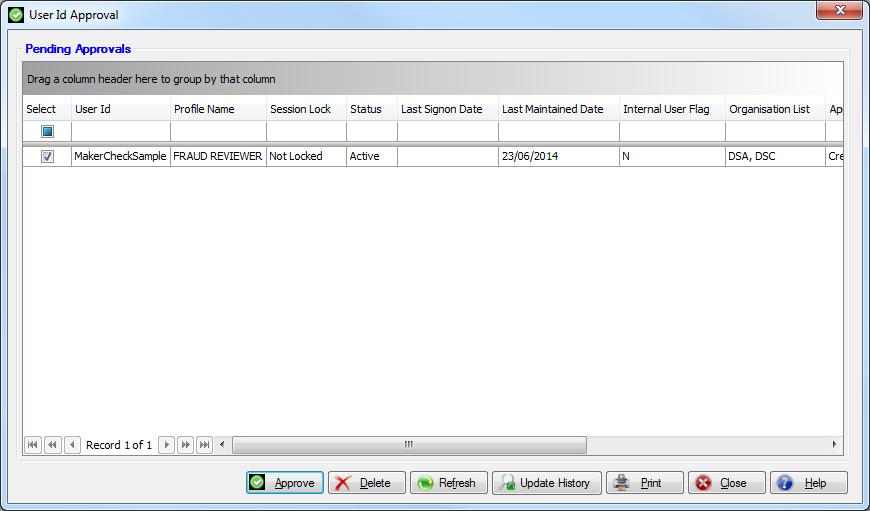 User Id Approval
Pending Approvals
Drag a column header here to group by that column
Select User Id Profile Name Session Lock Status Last Signon Date Last Maintained Date Internal User Flag Organisation List Ap
MakerCheckSample FRAUD REVIEWER Not Locked Active 23/06/2014 N DSA, DSC Cre
Record 1 of 1
Approve Delete Refresh Update History Print Close Help